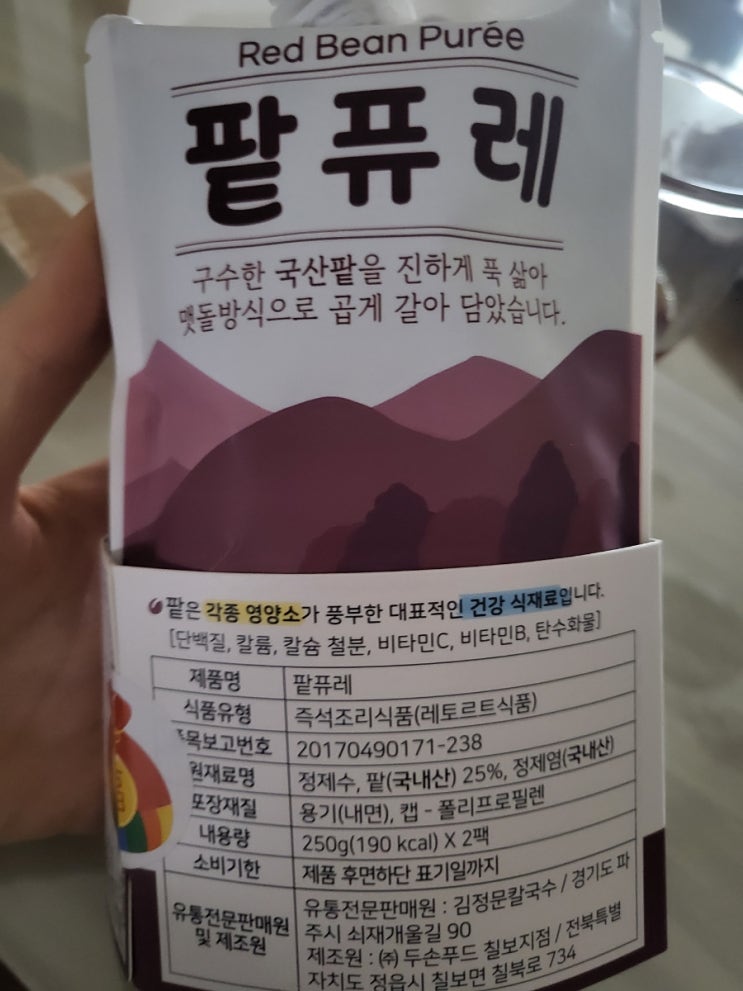 Red Bean Purée
팥퓨레
구수한 국산팥을 진하게 푹 삶아
맷돌방식으로 곱게 갈아 담았습니다.
팥은 각종 영양소가 풍부한 대표적인 건강 식재료입니다.
[단백질, 칼륨, 칼슘 철분, 비타민C, 비타민B, 탄수화물]
제품명 팥퓨레
식품유형 즉석조리식품(레토르트식품)
품목보고번호 20170490171-238
원재료명 정제수, 팥(국내산) 25%, 정제염(국내산)
포장재질 용기(내면), 캡 - 폴리프로필렌
내용량 250g(190 kcal) X 2팩
소비기한 제품 후면하단 표기일까지
유통전문판매원 및 제조원
유통전문판매원 : 김정문칼국수 / 경기도 파
주시 쇠재개울길 90
제조원 : ㈜ 두손푸드 칠보지점 / 전북특별
자치도 정읍시 칠보면 칠북로 734